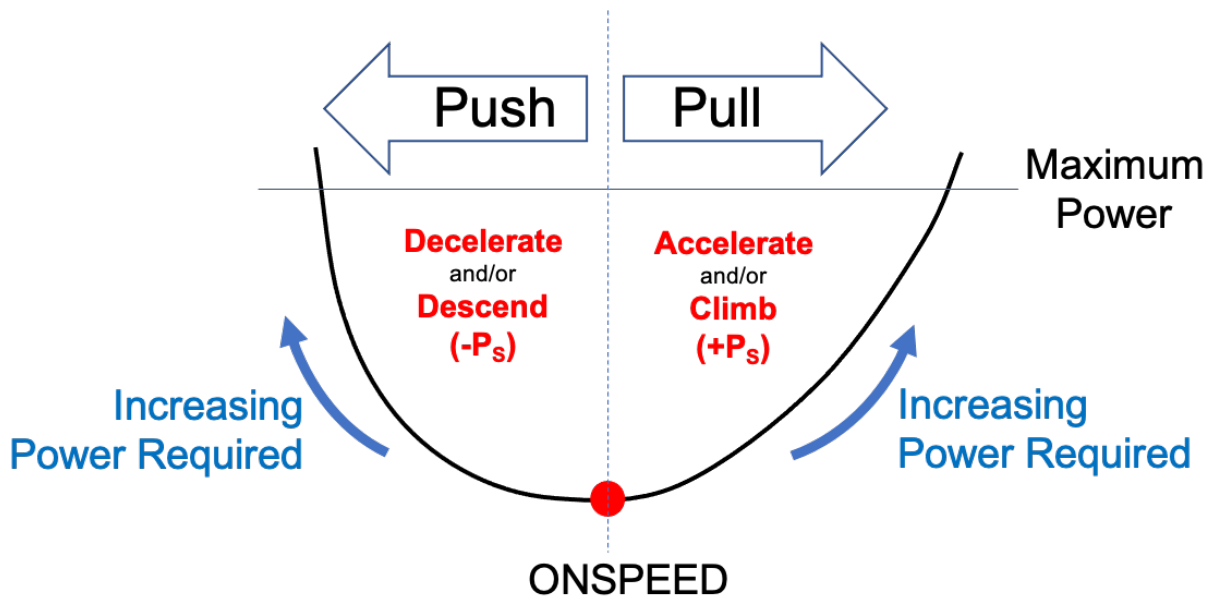 Push
Pull
Maximum
Power
Decelerate
and/or
Descend
(-PS)
Accelerate
and/or
Climb
(+PS)
Increasing
Power Required
Increasing
Power Required
ONSPEED